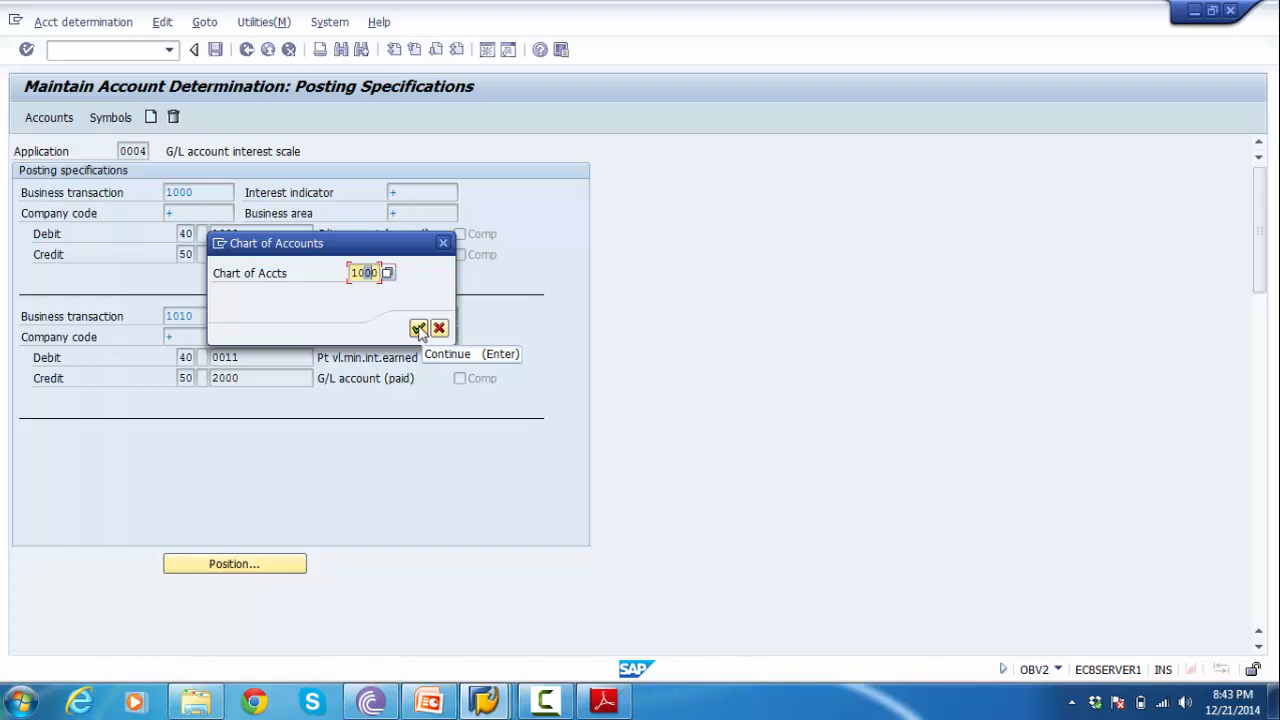 Acct determination Edit Goto Utilities(M) System Help
Maintain Account Determination: Posting Specifications
Accounts Symbols
Application 0004 G/L account interest scale
Posting specifications
Business transaction 1000 Interest indicator +
Company code + Business area +
Debit 40 Comp
Credit 50 Comp
Chart of Accounts
Chart of Accts 1000
Continue (Enter)
Business transaction 1010
Company code +
Debit 40 0011 Pt vl.min.int.earned
Credit 50 2000 G/L account (paid) Comp
Position...
SAP
OBV2 EC8SERVER1 INS
8:43 PM
12/21/2014